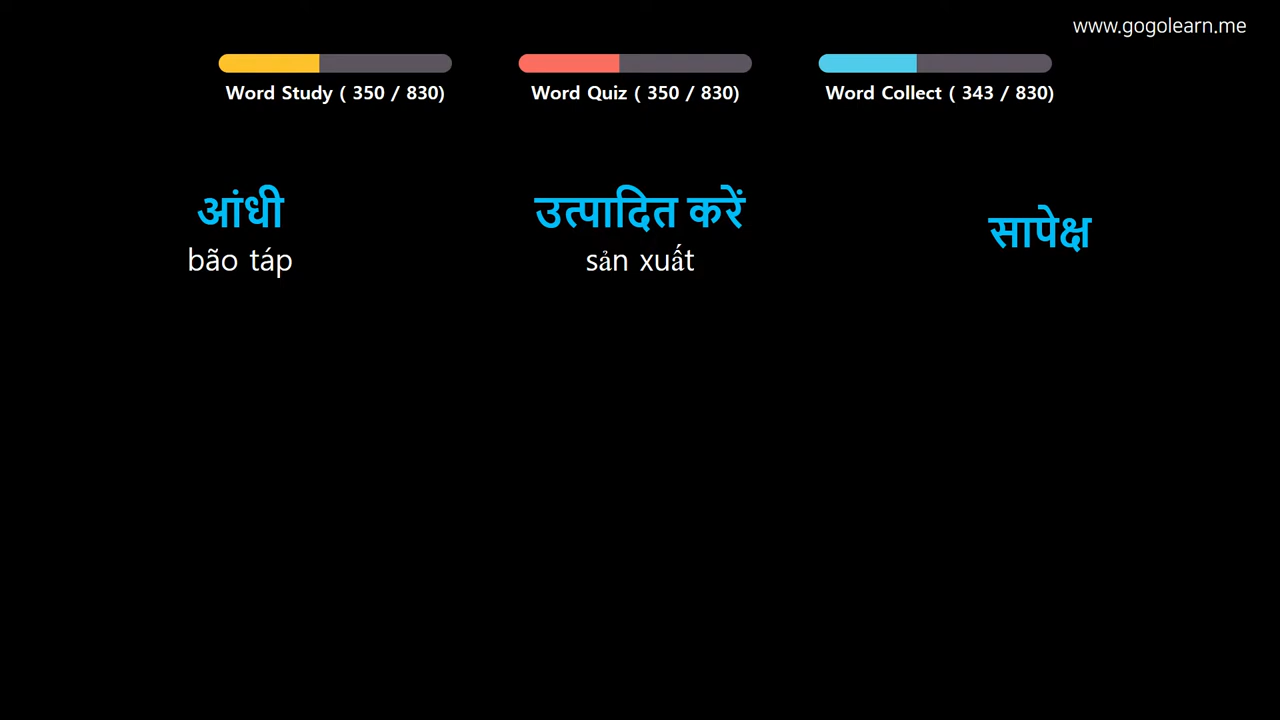 www.gogolearn.me
Word Study ( 350 / 830)
Word Quiz ( 350 / 830)
Word Collect ( 343 / 830)
आंधी
bão táp
उत्पादित करें
sản xuất
सापेक्ष